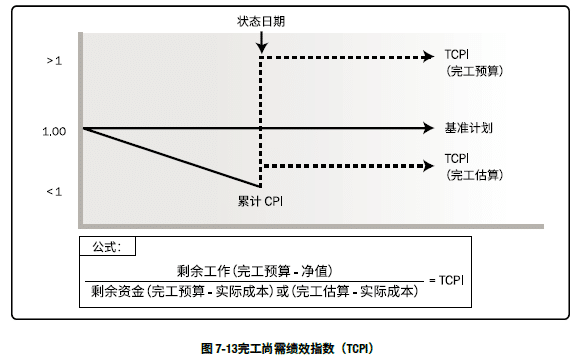 状态日期
>1
TCPI
(完工预算)
1.00
基准计划
TCPI
(完工估算)
<1
累计 CPI
公式：
剩余工作(完工预算 - 净值)
剩余资金(完工预算 - 实际成本)或(完工估算 - 实际成本)
= TCPI
图 7-13完工尚需绩效指数（TCPI）